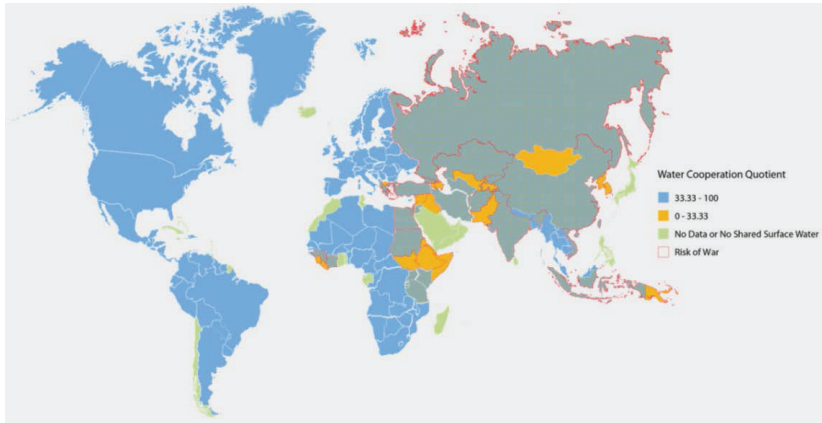 Water Cooperation Quotient
33.33 - 100
0 - 33.33
No Data or No Shared Surface Water
Risk of War